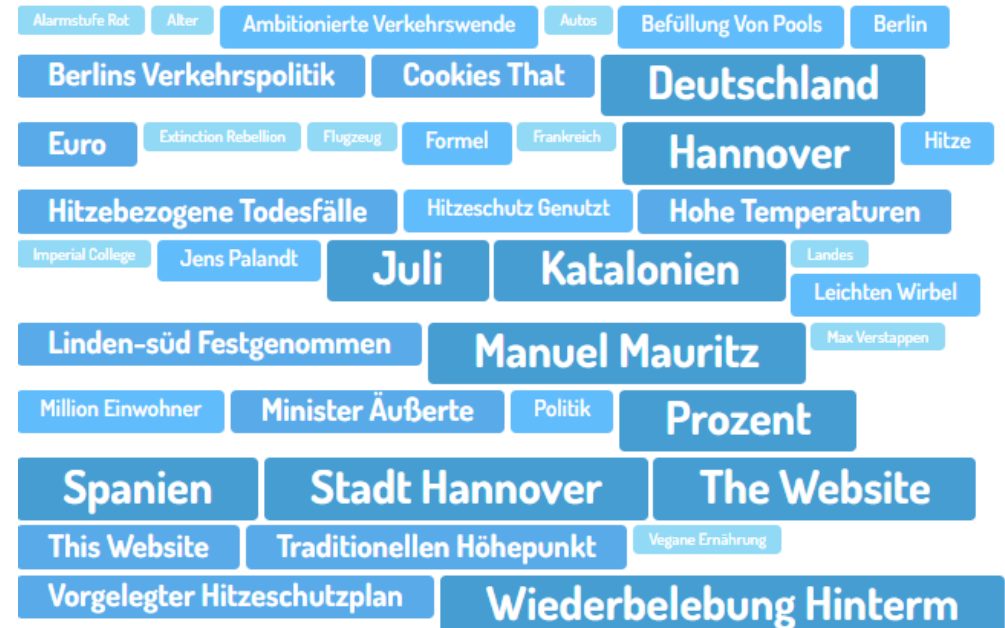 Alarmstufe Rot Alter Ambitionierte Verkehrswende Autos Befüllung Von Pools Berlin
Berlins Verkehrspolitik Cookies That Deutschland
Euro Extinction Rebellion Flugzeug Formel Frankreich Hannover Hitze
Hitzebezogene Todesfälle Hitzeschutz Genutzt Hohe Temperaturen
Imperial College Jens Palandt Juli Katalonien Landes
Leichten Wirbel
Linden-süd Festgenommen Manuel Mauritz Max Verstappen
Million Einwohner Minister Äußerte Politik Prozent
Spanien Stadt Hannover The Website
This Website Traditionellen Höhepunkt Vegane Ernährung
Vorgelegter Hitzeschutzplan Wiederbelebung Hinterm